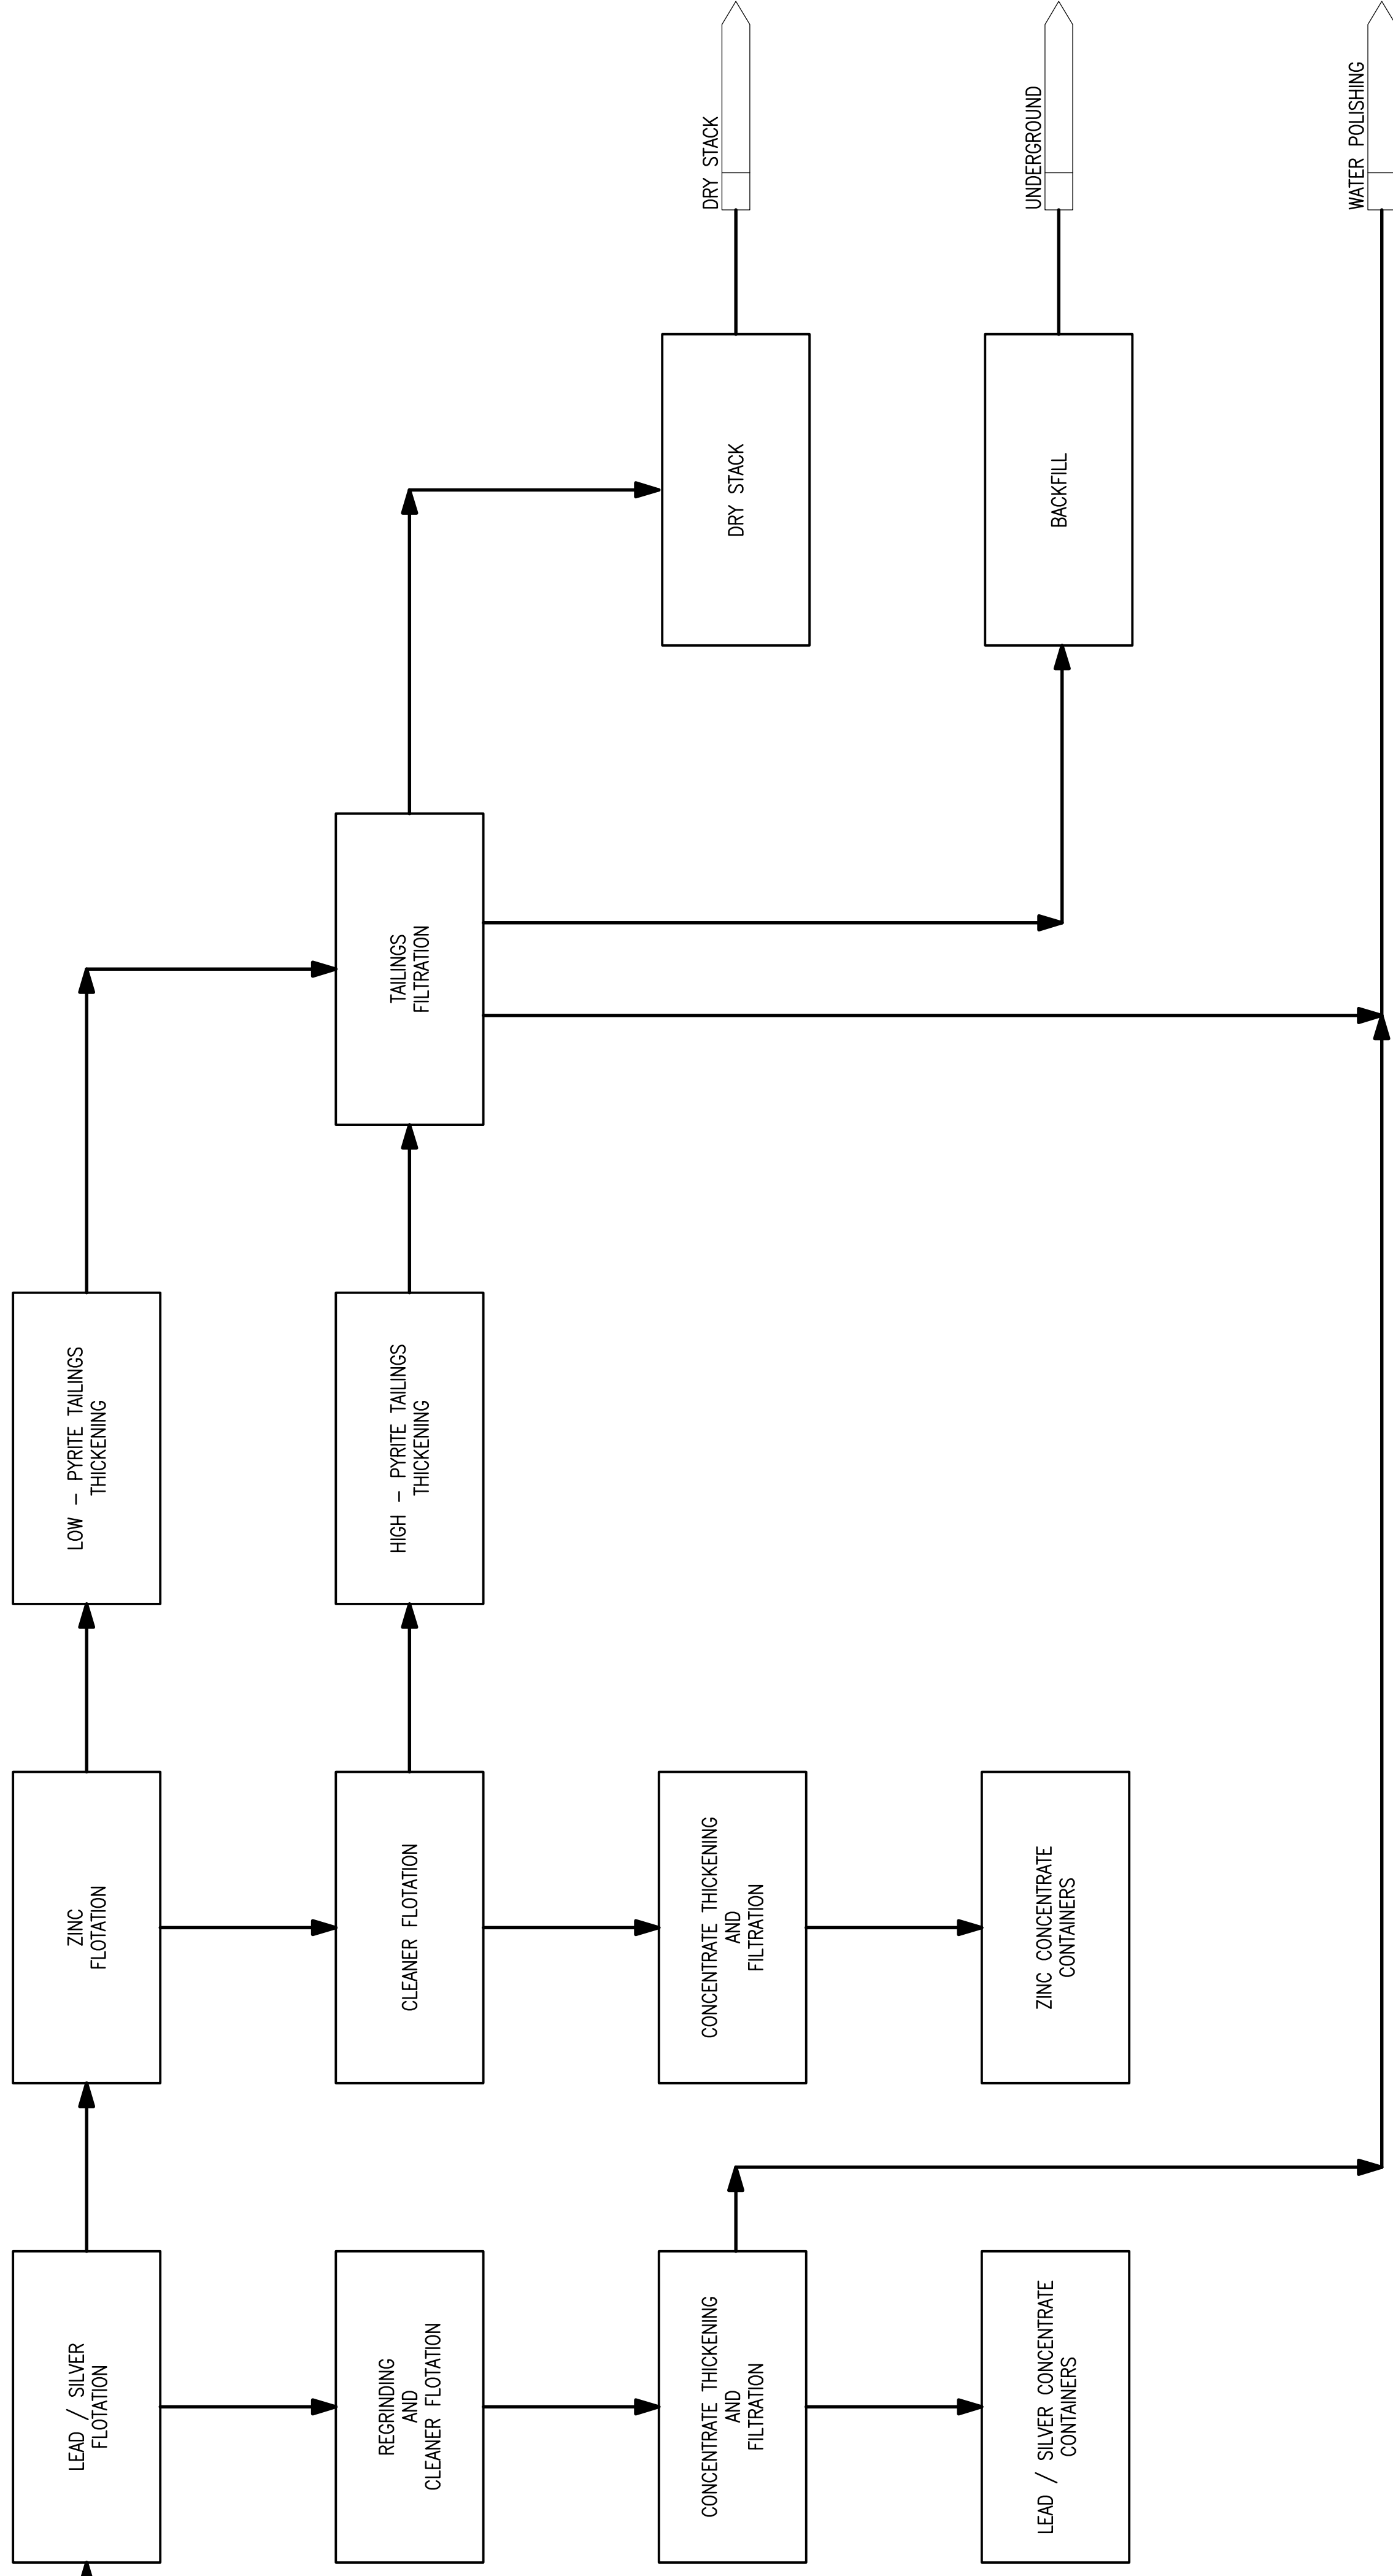 LEAD / SILVER
FLOTATION
ZINC
FLOTATION
LOW - PYRITE TAILINGS
THICKENING
REGRINDING
AND
CLEANER FLOTATION
CLEANER FLOTATION
HIGH - PYRITE TAILINGS
THICKENING
TAILINGS
FILTRATION
CONCENTRATE THICKENING
AND
FILTRATION
CONCENTRATE THICKENING
AND
FILTRATION
DRY STACK
DRY STACK
LEAD / SILVER CONCENTRATE
CONTAINERS
ZINC CONCENTRATE
CONTAINERS
BACKFILL
UNDERGROUND
WATER POLISHING